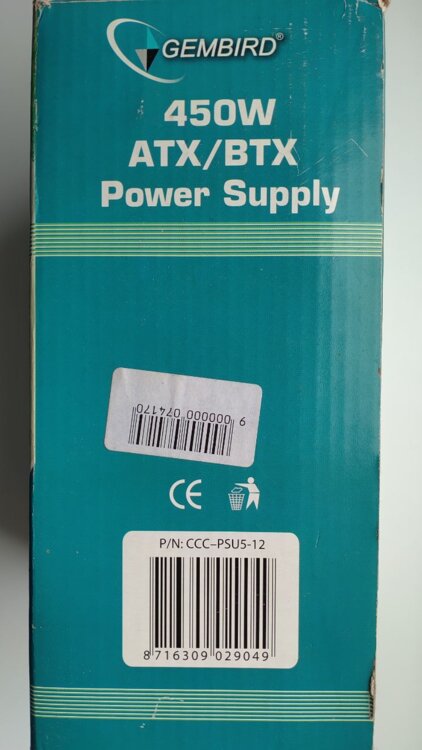 GEMBIRD®
450W
ATX/BTX
Power Supply
9 000000 074170
CE
P/N: CCC–PSU5-12
8 716309 029049